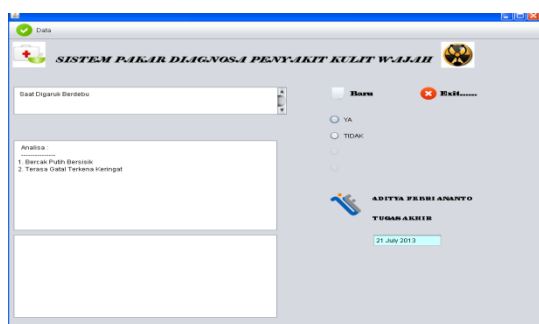 Data
SISTEM PAKAR DIAGNOSA PENYAKIT KULIT WAJAH
Saat Digaruk Berdebu
Baru
Exit......
YA
TIDAK
Analisa :
---------------
1. Bercak Putih Bersisik
2. Terasa Gatal Terkena Keringat
ADITYA FEBRI ANANTO
TUGAS AKHIR
21 July 2013